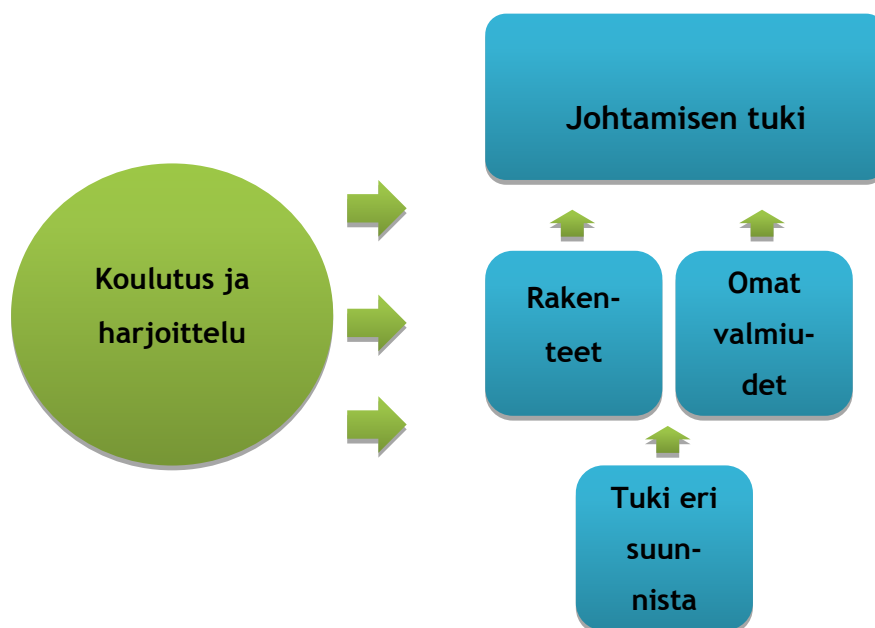 Johtamisen tuki
Koulutus ja
harjoittelu
Raken-
teet
Omat
valmiu-
det
Tuki eri
suun-
nista